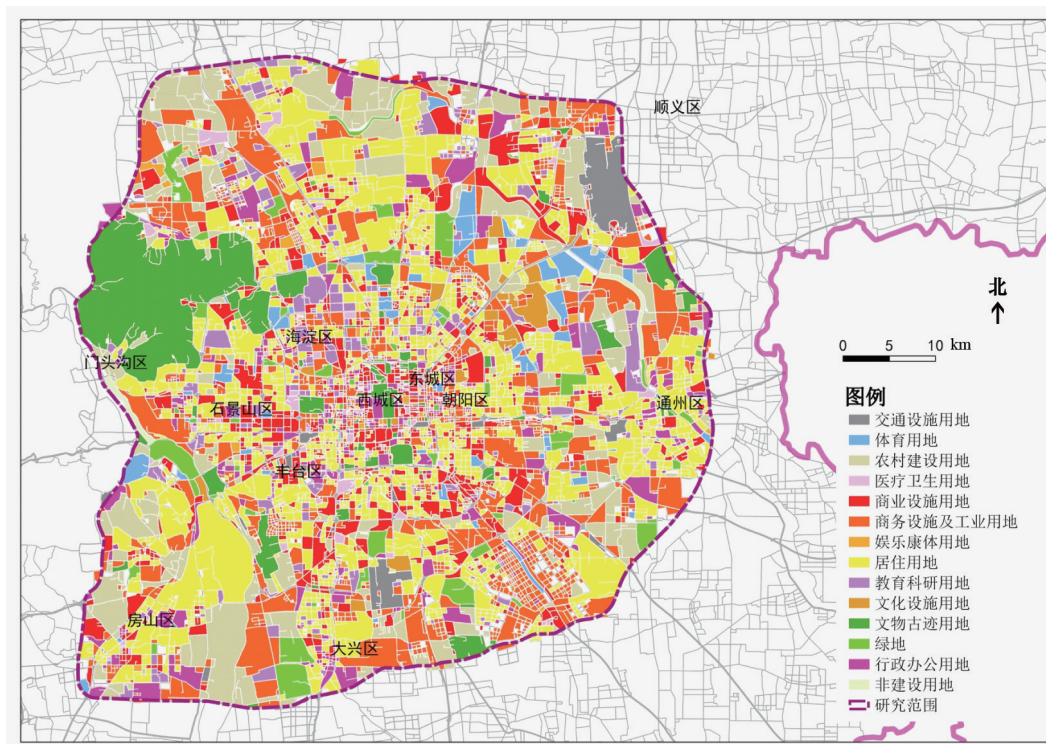 顺义区
北
0 5 10 km
海淀区
门头沟区
东城区
石景山区
西城区
朝阳区
通州区
丰台区
房山区
大兴区
图例
交通设施用地
体育用地
农村建设用地
医疗卫生用地
商业设施用地
商务设施及工业用地
娱乐康体用地
居住用地
教育科研用地
文化设施用地
文物古迹用地
绿地
行政办公用地
非建设用地
研究范围